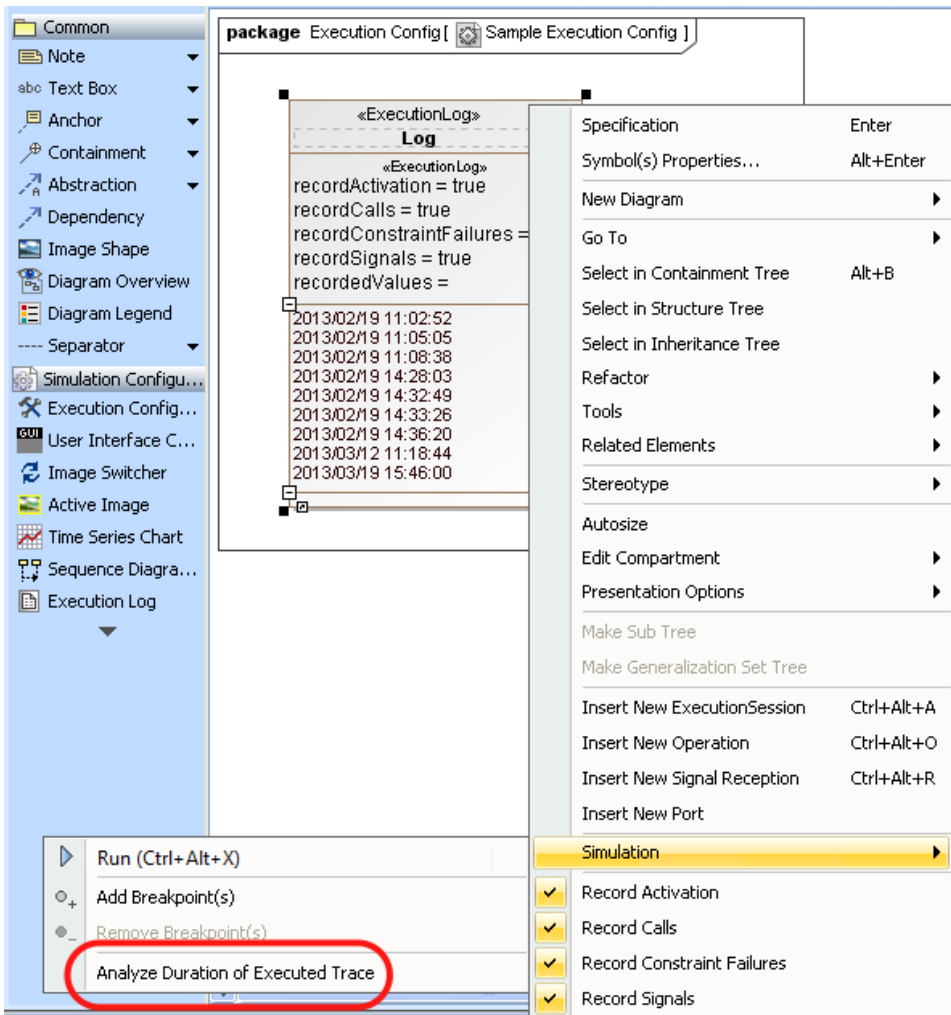 Common
Note
abc Text Box
Anchor
Containment
Abstraction
Dependency
Image Shape
Diagram Overview
Diagram Legend
---- Separator
Simulation Configu...
Execution Config...
GUI User Interface C...
Image Switcher
Active Image
Time Series Chart
Sequence Diagra...
Execution Log
package Execution Config[ Sample Execution Config ]
«ExecutionLog»
Log
«ExecutionLog»
recordActivation = true
recordCalls = true
recordConstraintFailures =
recordSignals = true
recordedValues =
2013/02/19 11:02:52
2013/02/19 11:05:05
2013/02/19 11:08:38
2013/02/19 14:28:03
2013/02/19 14:32:49
2013/02/19 14:33:26
2013/02/19 14:36:20
2013/03/12 11:18:44
2013/03/19 15:46:00
Specification Enter
Symbol(s) Properties... Alt+Enter
New Diagram
Go To
Select in Containment Tree Alt+B
Select in Structure Tree
Select in Inheritance Tree
Refactor
Tools
Related Elements
Stereotype
Autosize
Edit Compartment
Presentation Options
Make Sub Tree
Make Generalization Set Tree
Insert New ExecutionSession Ctrl+Alt+A
Insert New Operation Ctrl+Alt+O
Insert New Signal Reception Ctrl+Alt+R
Insert New Port
Simulation
Record Activation
Record Calls
Record Constraint Failures
Record Signals
Run (Ctrl+Alt+X)
Add Breakpoint(s)
Remove Breakpoint(s)
Analyze Duration of Executed Trace